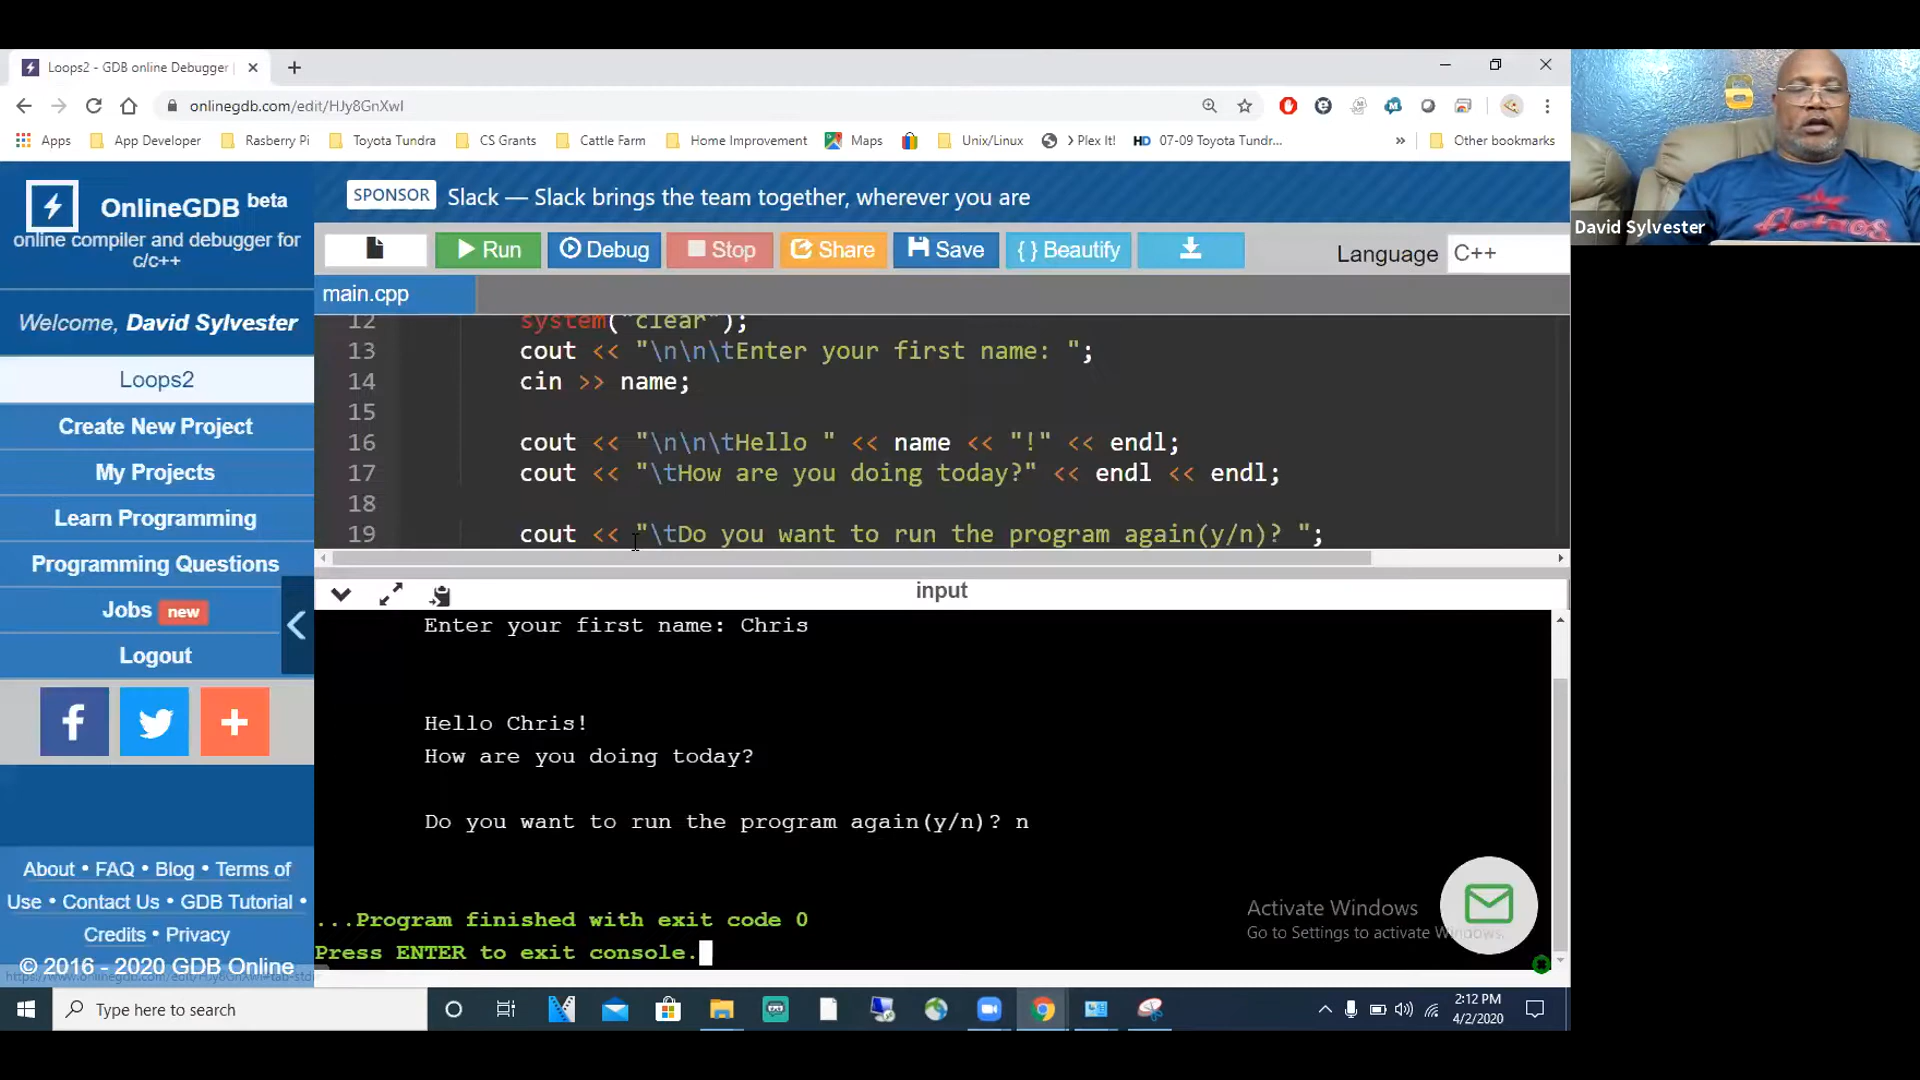 Loops2 - GDB online Debugger
onlinegdb.com/edit/HJy8GnXwI
Apps App Developer Rasberry Pi Toyota Tundra CS Grants Cattle Farm Home Improvement Maps Unix/Linux > Plex It! HD 07-09 Toyota Tundr... » Other bookmarks
OnlineGDB beta
online compiler and debugger for
c/c++
Welcome, David Sylvester
Loops2
Create New Project
My Projects
Learn Programming
Programming Questions
Jobs new
Logout
About • FAQ • Blog • Terms of
Use • Contact Us • GDB Tutorial •
Credits • Privacy
© 2016 - 2020 GDB Online
SPONSOR Slack — Slack brings the team together, wherever you are
Run Debug Stop Share Save { } Beautify Language C++
main.cpp
12 system("clear");
13 cout << "\n\n\tEnter your first name: ";
14 cin >> name;
15
16 cout << "\n\n\tHello " << name << "!" << endl;
17 cout << "\tHow are you doing today?" << endl << endl;
18
19 cout << "\tDo you want to run the program again(y/n)? ";
input
Enter your first name: Chris
Hello Chris!
How are you doing today?
Do you want to run the program again(y/n)? n
...Program finished with exit code 0
Press ENTER to exit console.
Activate Windows
Go to Settings to activate Windows.
David Sylvester
Type here to search
2:12 PM
4/2/2020